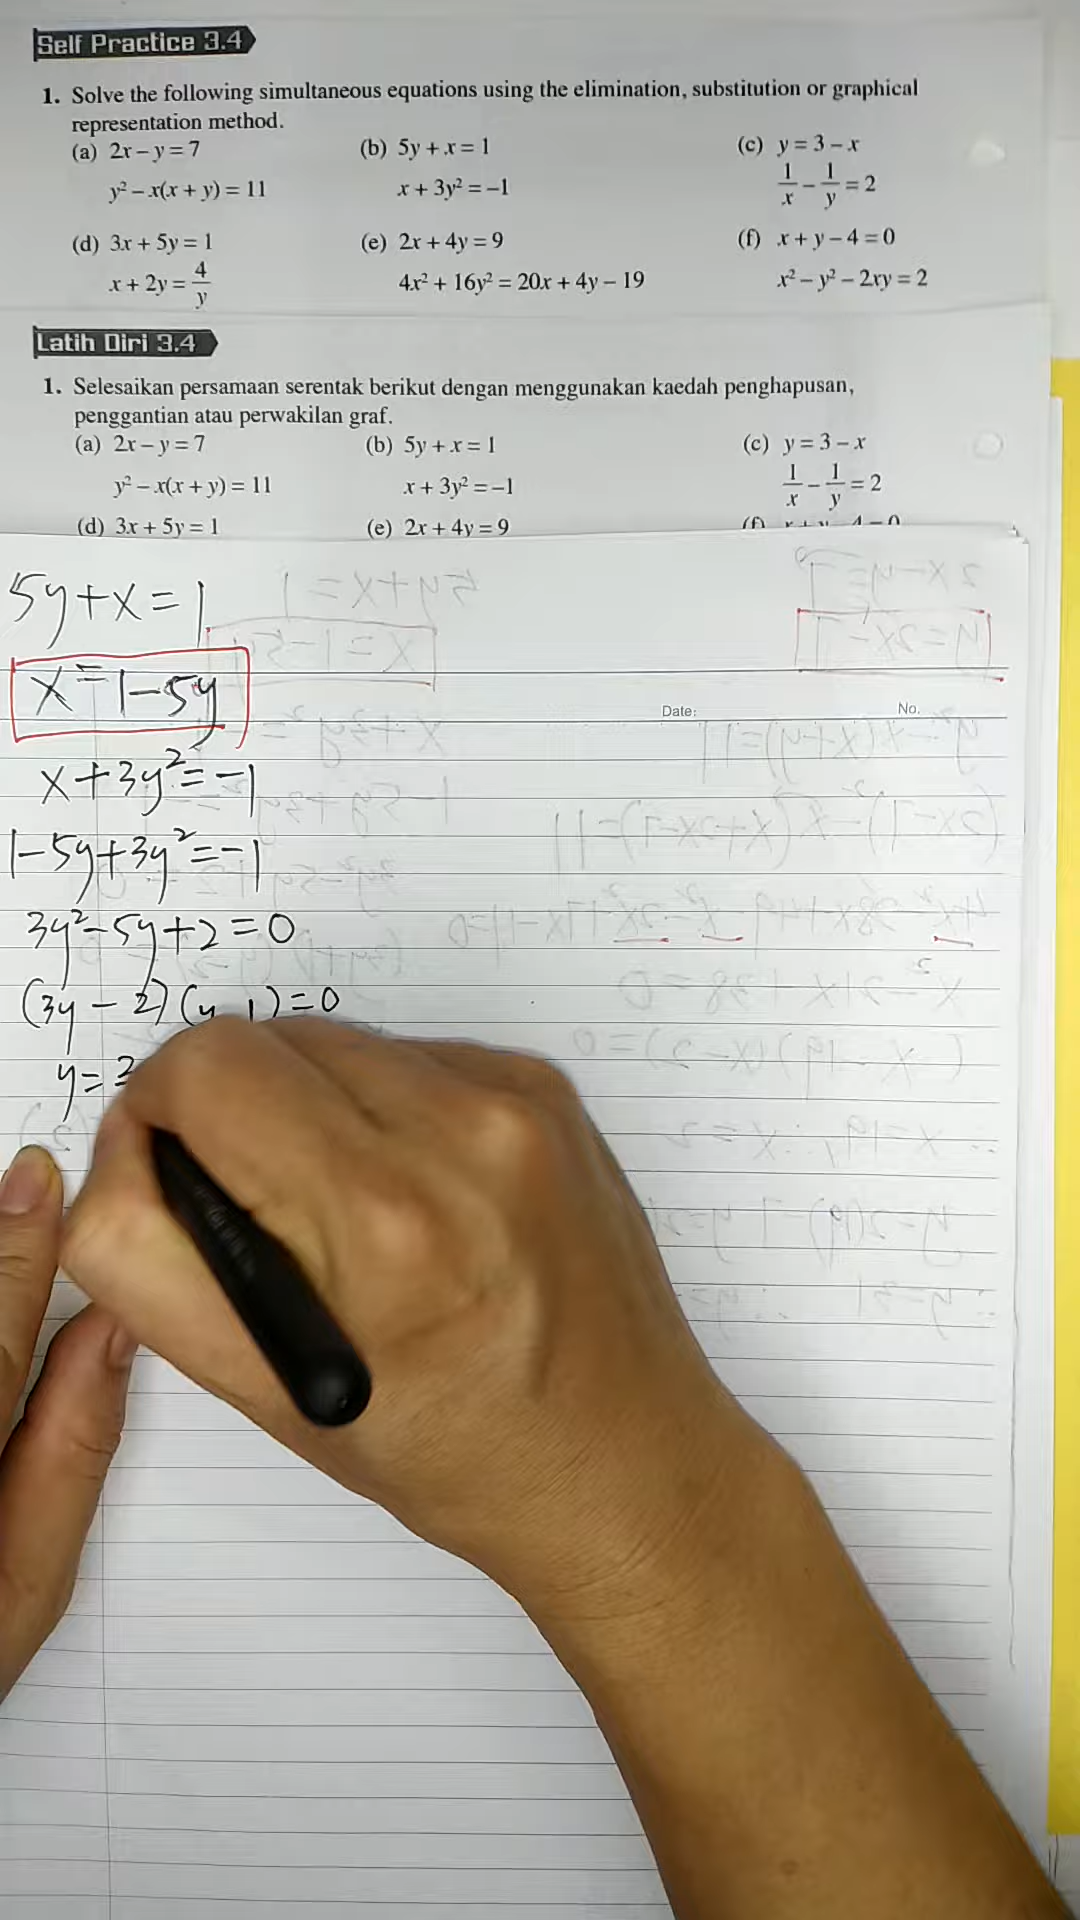 Self Practice 3.4
1. Solve the following simultaneous equations using the elimination, substitution or graphical
representation method.
(a) 2x – y = 7 (b) 5y + x = 1 (c) y = 3 – x
y² – x(x + y) = 11 x + 3y² = –1 1/x – 1/y = 2
(d) 3x + 5y = 1 (e) 2x + 4y = 9 (f) x + y – 4 = 0
x + 2y = 4/y 4x² + 16y² = 20x + 4y – 19 x² – y² – 2xy = 2
Latih Diri 3.4
1. Selesaikan persamaan serentak berikut dengan menggunakan kaedah penghapusan,
penggantian atau perwakilan graf.
(a) 2x – y = 7 (b) 5y + x = 1 (c) y = 3 – x
y² – x(x + y) = 11 x + 3y² = –1 1/x – 1/y = 2
(d) 3x + 5y = 1 (e) 2x + 4y = 9 (f)
5y+x=1
x=1-5y
Date: No.
x+3y²=-1
1-5y+3y²=-1
3y²-5y+2=0
(3y-2)(y-1)=0
y=